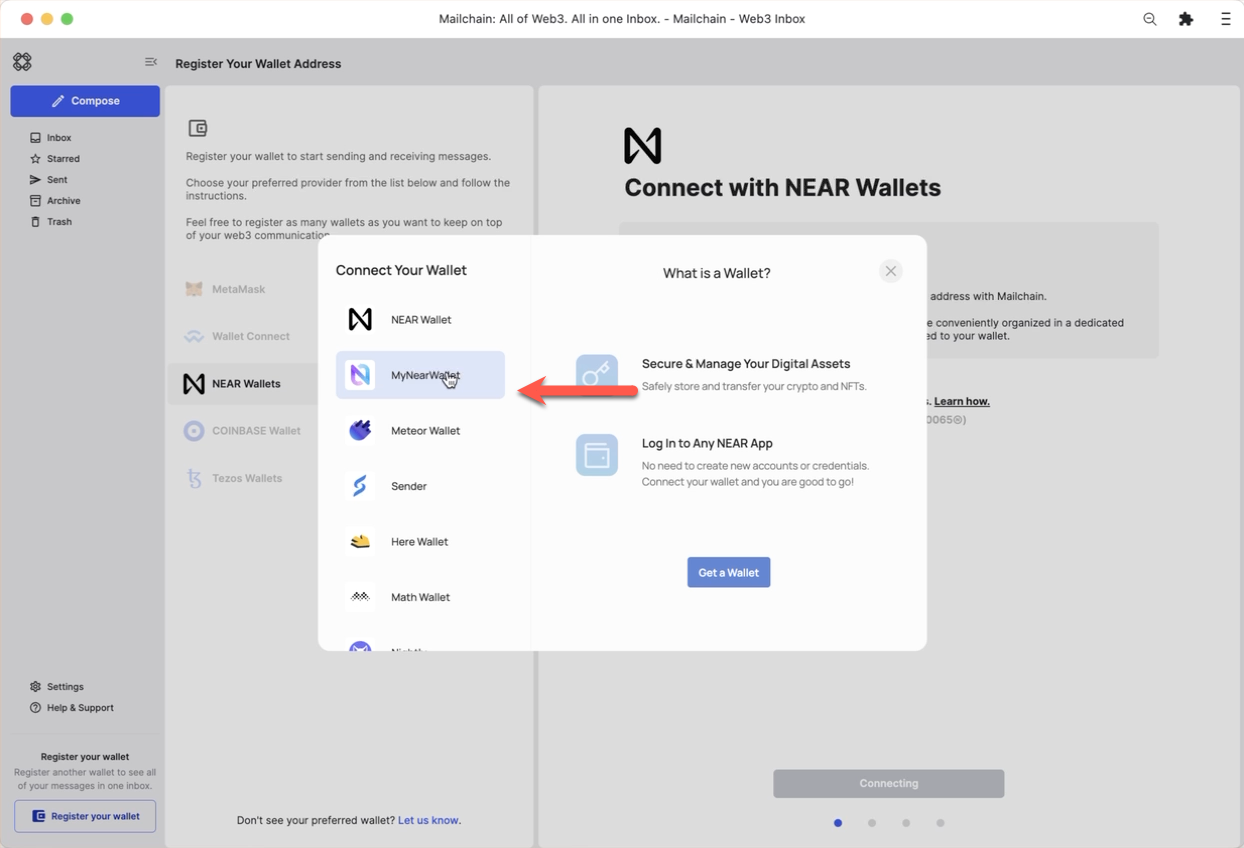 Mailchain: All of Web3. All in one Inbox. - Mailchain - Web3 Inbox
Register Your Wallet Address
Compose
Inbox
Starred
Sent
Archive
Trash
Settings
Help & Support
Register your wallet
Register another wallet to see all
of your messages in one inbox.
Register your wallet
Register your wallet to start sending and receiving messages.
Choose your preferred provider from the list below and follow the
instructions.
Feel free to register as many wallets as you want to keep on top
of your web3 communication
MetaMask
Wallet Connect
NEAR Wallets
COINBASE Wallet
Tezos Wallets
Don't see your preferred wallet? Let us know.
Connect with NEAR Wallets
address with Mailchain.
e conveniently organized in a dedicated
ed to your wallet.
s. Learn how.
0065⊜)
Connecting
Connect Your Wallet
NEAR Wallet
MyNearWallet
Meteor Wallet
Sender
Here Wallet
Math Wallet
What is a Wallet?
Secure & Manage Your Digital Assets
Safely store and transfer your crypto and NFTs.
Log In to Any NEAR App
No need to create new accounts or credentials.
Connect your wallet and you are good to go!
Get a Wallet